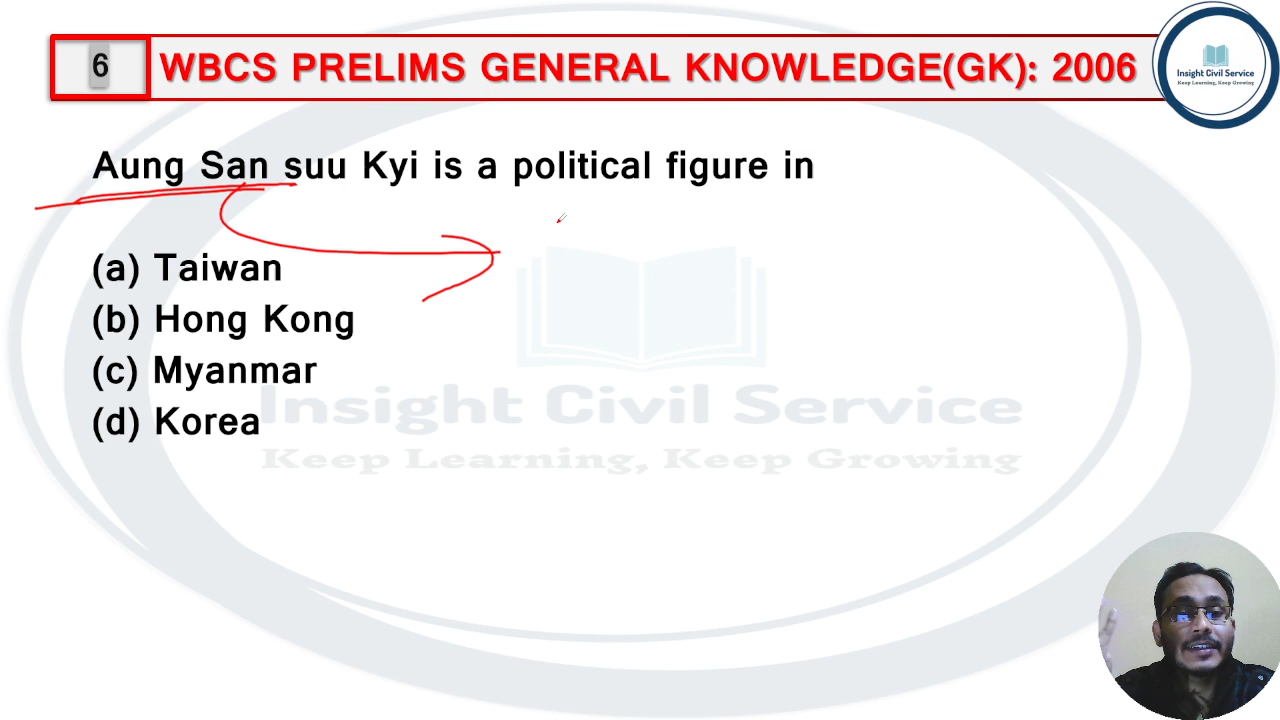 6
WBCS PRELIMS GENERAL KNOWLEDGE(GK): 2006
Insight Civil Service
Keep Learning, Keep Growing
Aung San suu Kyi is a political figure in
(a) Taiwan
(b) Hong Kong
(c) Myanmar
(d) Korea
Insight Civil Service
Keep Learning, Keep Growing